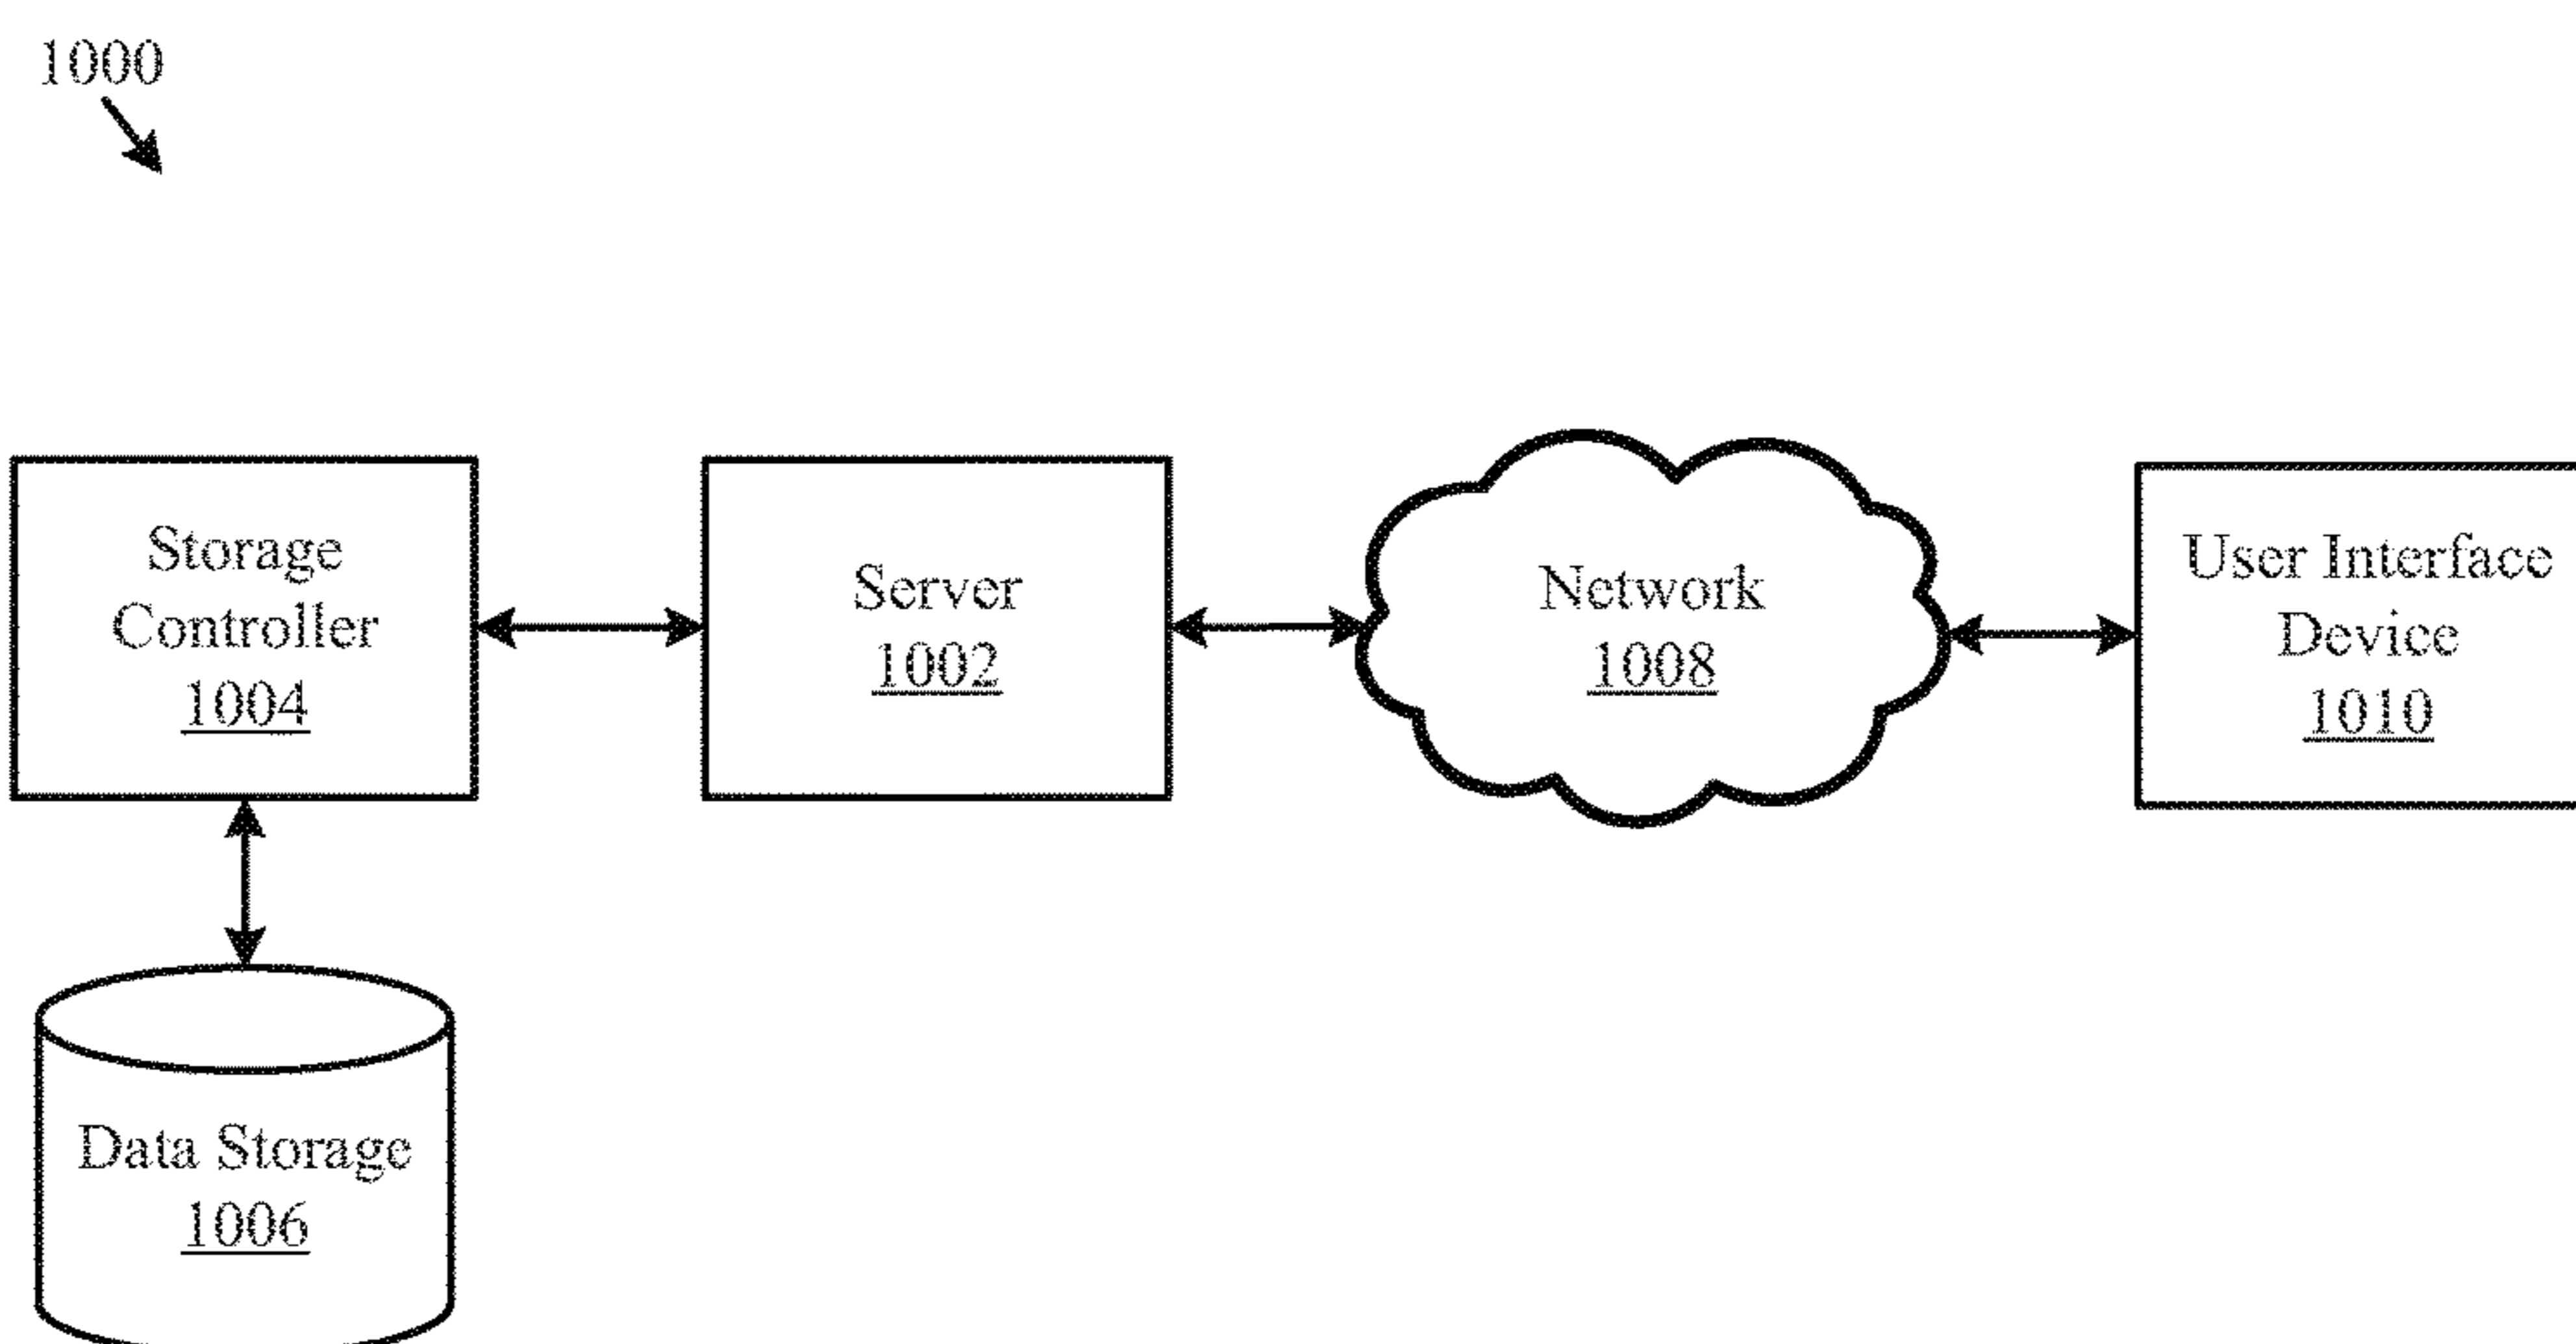 1000
Storage
Controller
1004
Server
1002
Network
1008
User Interface
Device
1010
Data Storage
1006